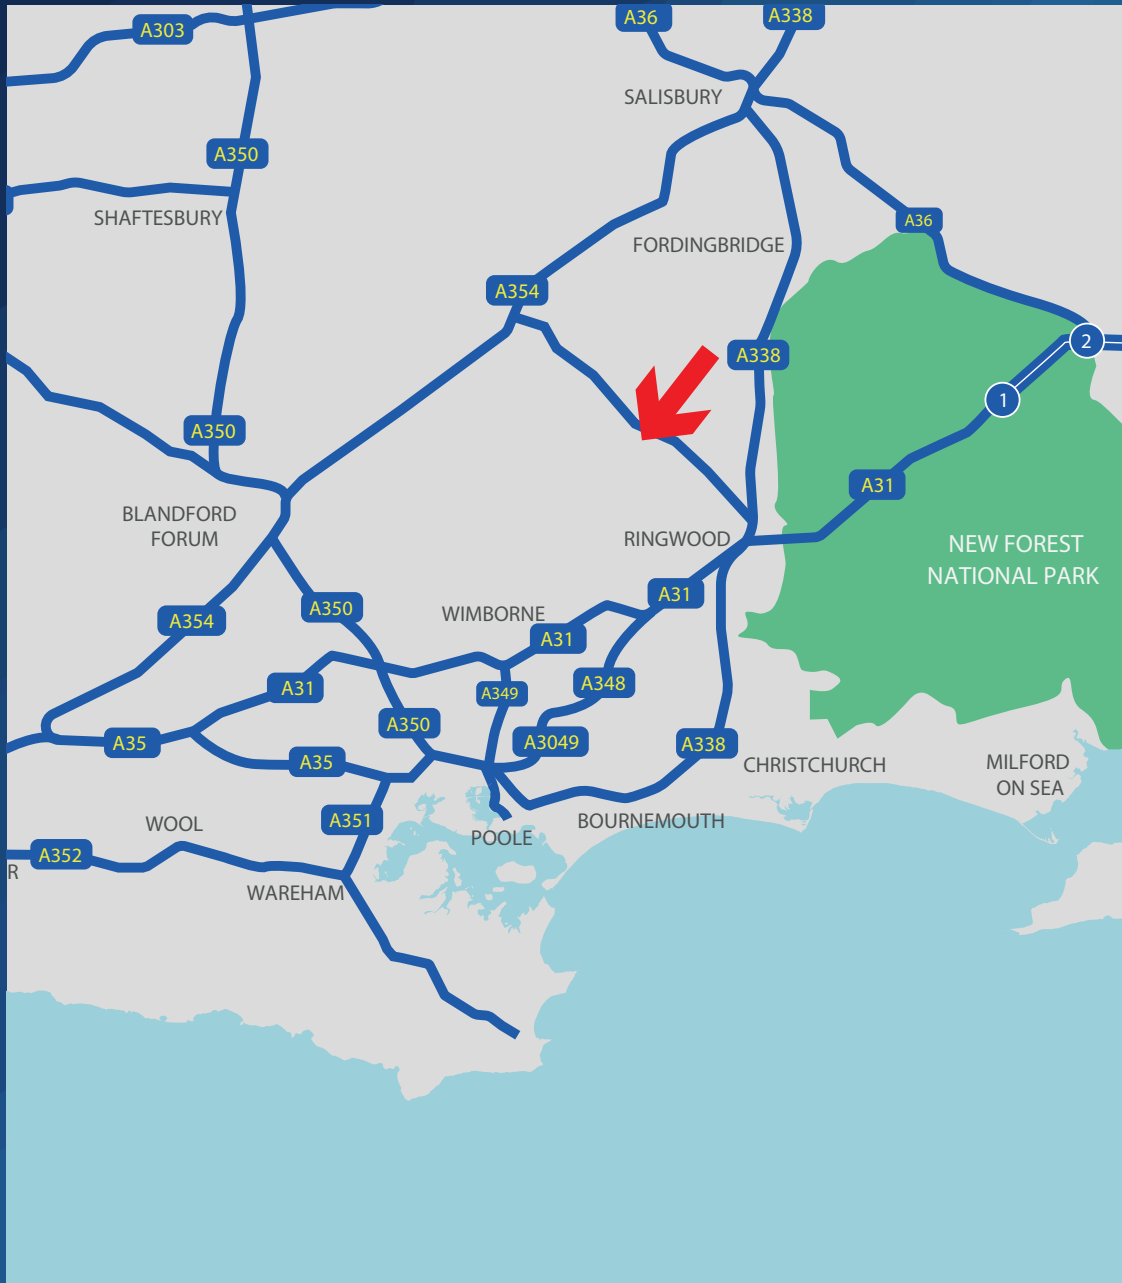 A36
A338
A303
SALISBURY
A350
SHAFTESBURY
A36
FORDINGBRIDGE
A354
2
A338
1
A350
A31
BLANDFORD
FORUM
RINGWOOD
NEW FOREST
NATIONAL PARK
A31
A350
WIMBORNE
A354
A31
A348
A31
A349
A350
A35
A3049
A338
A35
CHRISTCHURCH
MILFORD
ON SEA
A351
WOOL
POOLE
BOURNEMOUTH
A352
R
WAREHAM